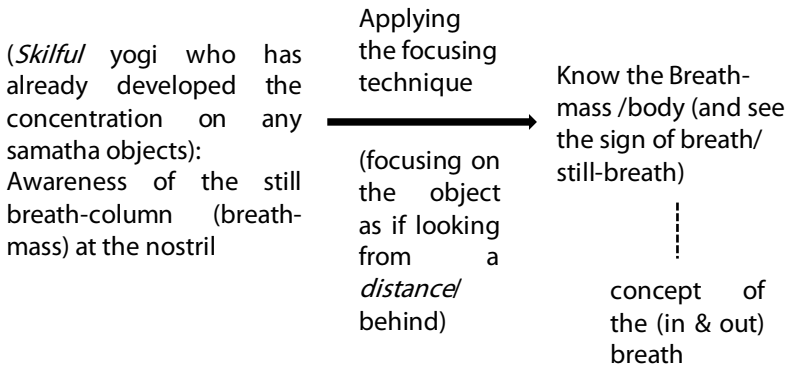 (Skilful yogi who has
already developed the
concentration on any
samatha objects):
Awareness of the still
breath-column (breath-
mass) at the nostril
Applying
the focusing
technique
(focusing on
the object
as if looking
from a
distance/
behind)
Know the Breath-
mass /body (and see
the sign of breath/
still-breath)
concept of
the (in & out)
breath